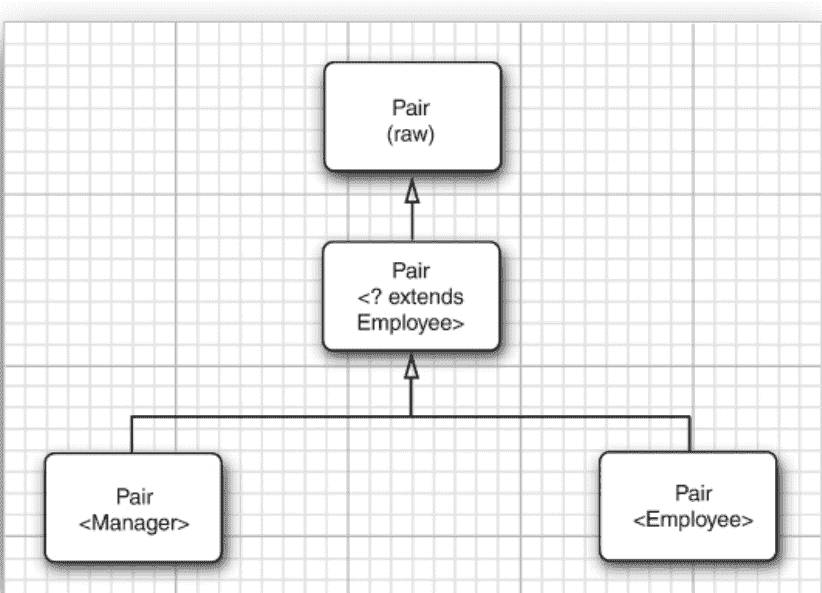 Pair
(raw)
Pair
<? extends
Employee>
Pair
<Manager>
Pair
<Employee>